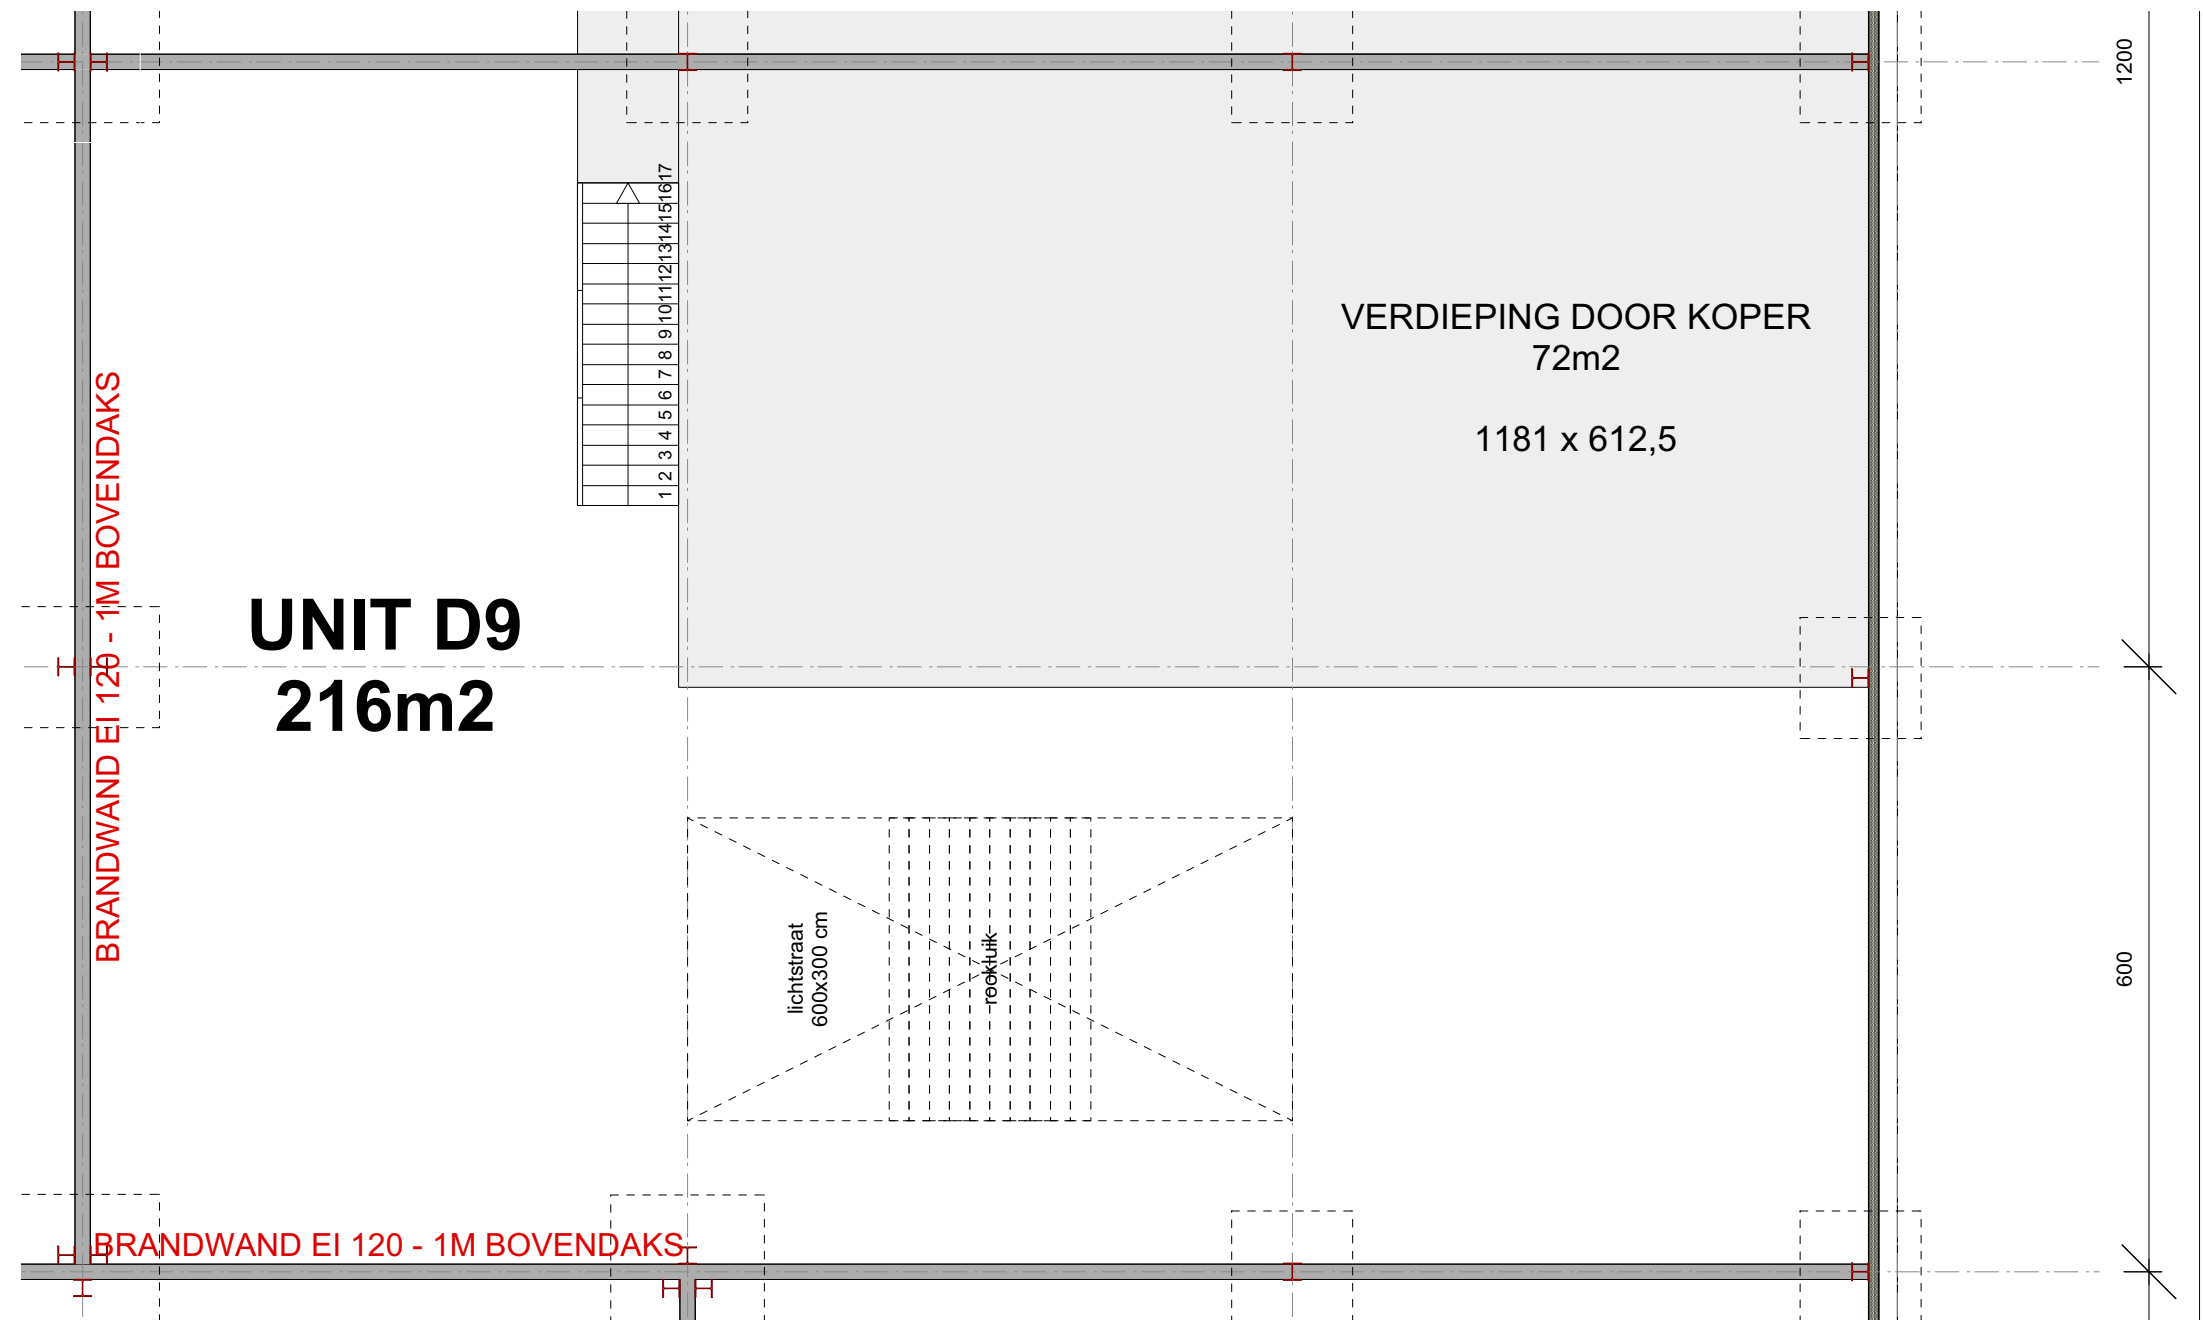 1200
17
16
15
14
13
12
11
10
9
8
7
6
5
4
3
2
1
VERDIEPING DOOR KOPER
72m2
1181 x 612,5
BRANDWAND EI 120 - 1M BOVENDAKS
UNIT D9
216m2
lichtstraat
600x300 cm
rookluik
600
BRANDWAND EI 120 - 1M BOVENDAKS